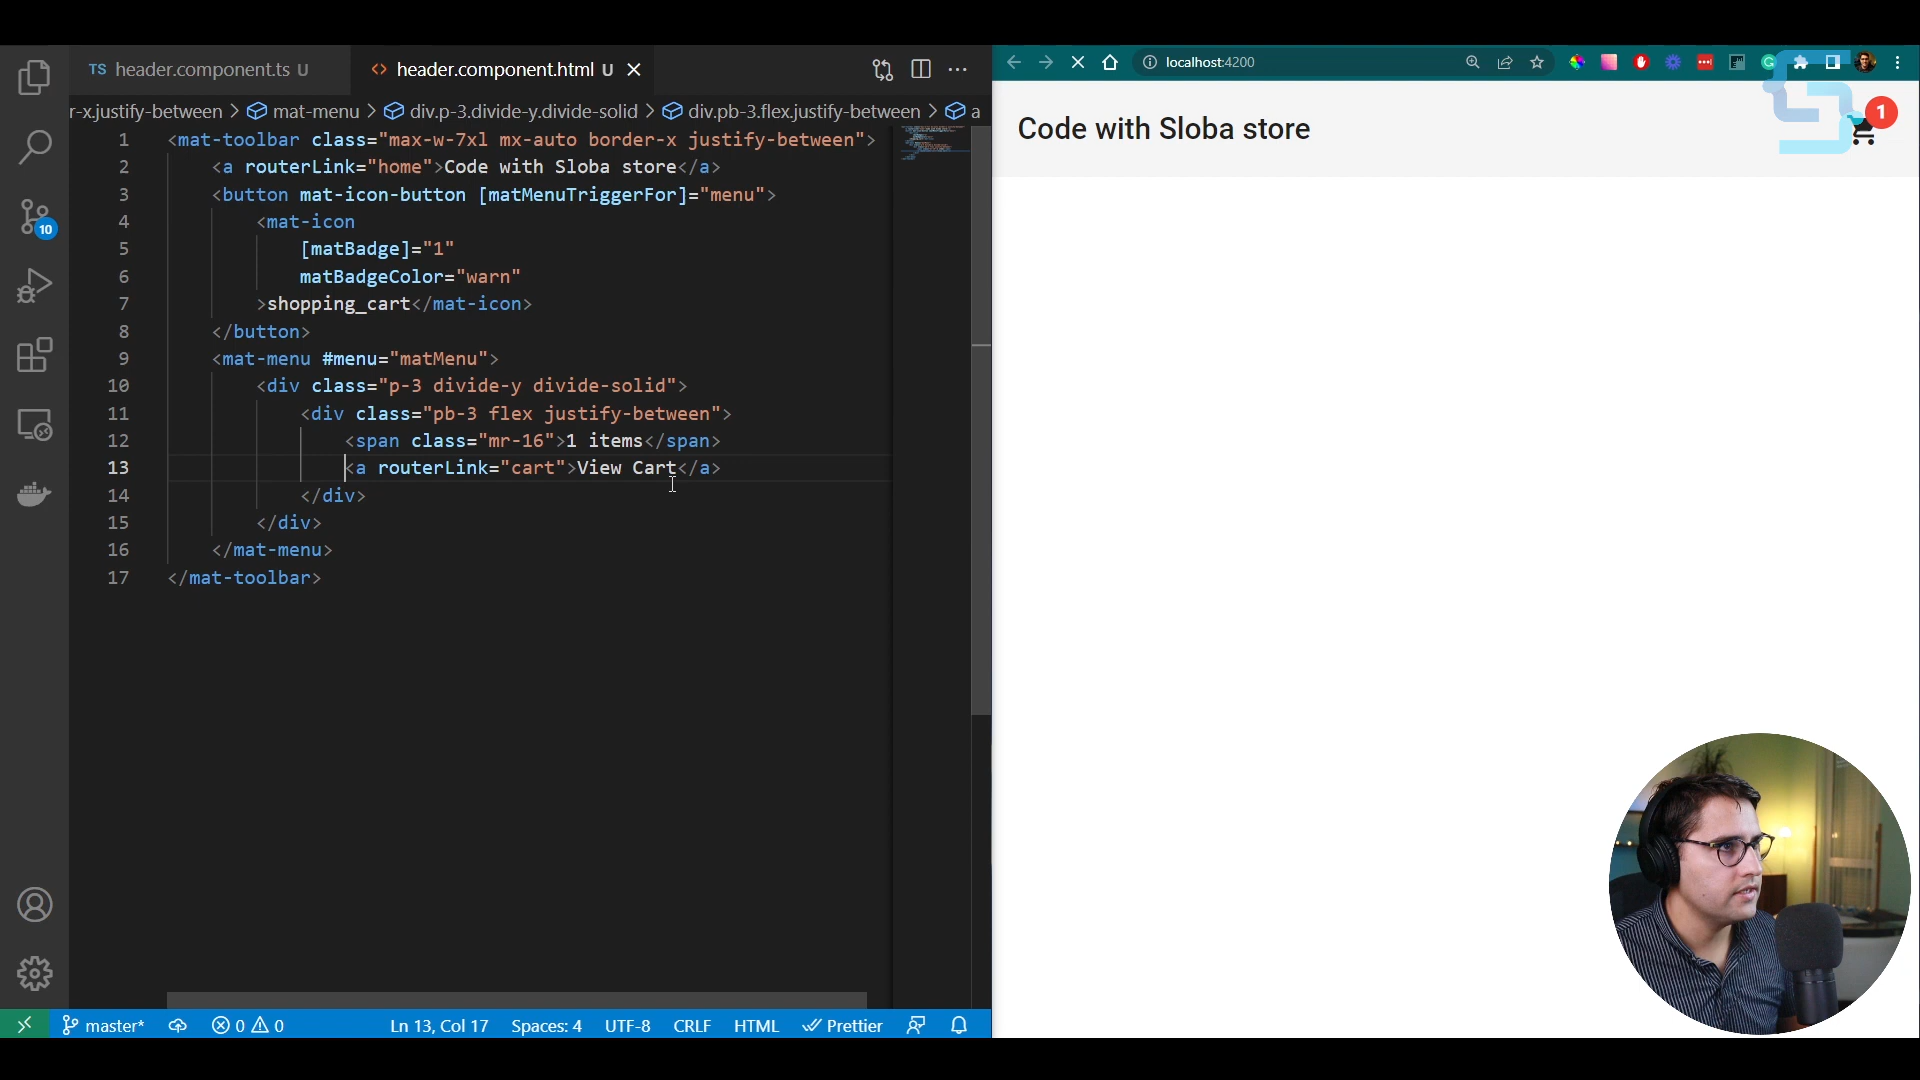 TS header.component.ts U
<> header.component.html U
localhost:4200
r-x.justify-between > mat-menu > div.p-3.divide-y.divide-solid > div.pb-3.flex.justify-between > a
1 <mat-toolbar class="max-w-7xl mx-auto border-x justify-between">
2 <a routerLink="home">Code with Sloba store</a>
3 <button mat-icon-button [matMenuTriggerFor]="menu">
4 <mat-icon
5 [matBadge]="1"
6 matBadgeColor="warn"
7 >shopping_cart</mat-icon>
8 </button>
9 <mat-menu #menu="matMenu">
10 <div class="p-3 divide-y divide-solid">
11 <div class="pb-3 flex justify-between">
12 <span class="mr-16">1 items</span>
13 <a routerLink="cart">View Cart</a>
14 </div>
15 </div>
16 </mat-menu>
17 </mat-toolbar>
10
Code with Sloba store
1
master* 0 0 Ln 13, Col 17 Spaces: 4 UTF-8 CRLF HTML Prettier